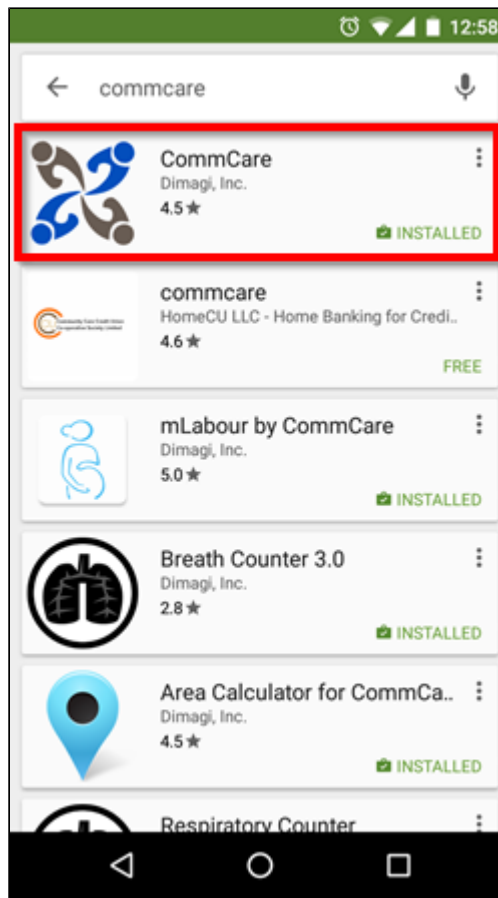 12:58
commcare
CommCare
Dimagi, Inc.
4.5★
INSTALLED
commcare
HomeCU LLC - Home Banking for Credi..
4.6★
FREE
mLabour by CommCare
Dimagi, Inc.
5.0★
INSTALLED
Breath Counter 3.0
Dimagi, Inc.
2.8★
INSTALLED
Area Calculator for CommCa..
Dimagi, Inc.
4.5★
INSTALLED
Respiratory Counter